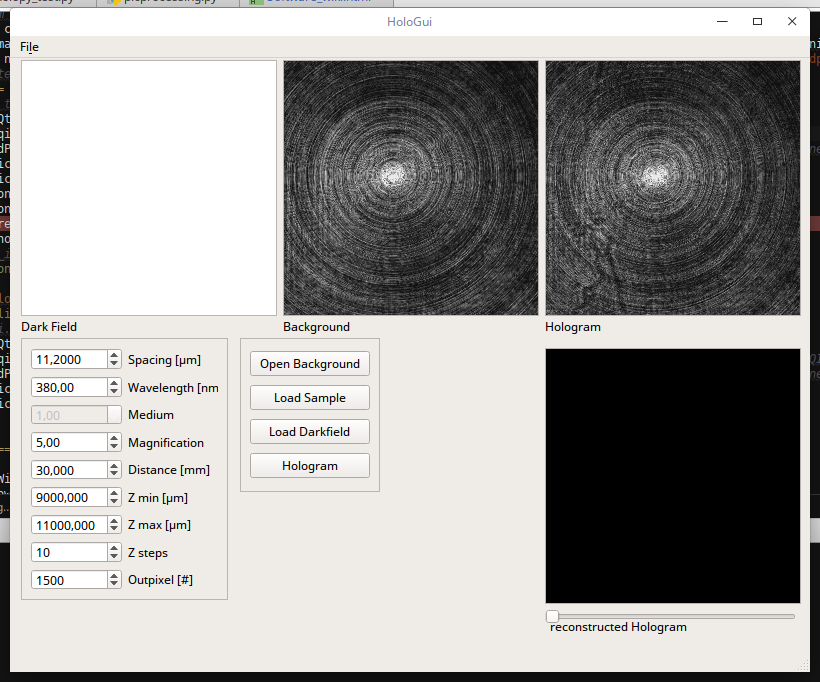 HoloGui
File
Dark Field
Background
Hologram
11,2000 Spacing [µm]
380,00 Wavelength [nm
1,00 Medium
5,00 Magnification
30,000 Distance [mm]
9000,000 Z min [µm]
11000,000 Z max [µm]
10 Z steps
1500 Outpixel [#]
Open Background
Load Sample
Load Darkfield
Hologram
reconstructed Hologram